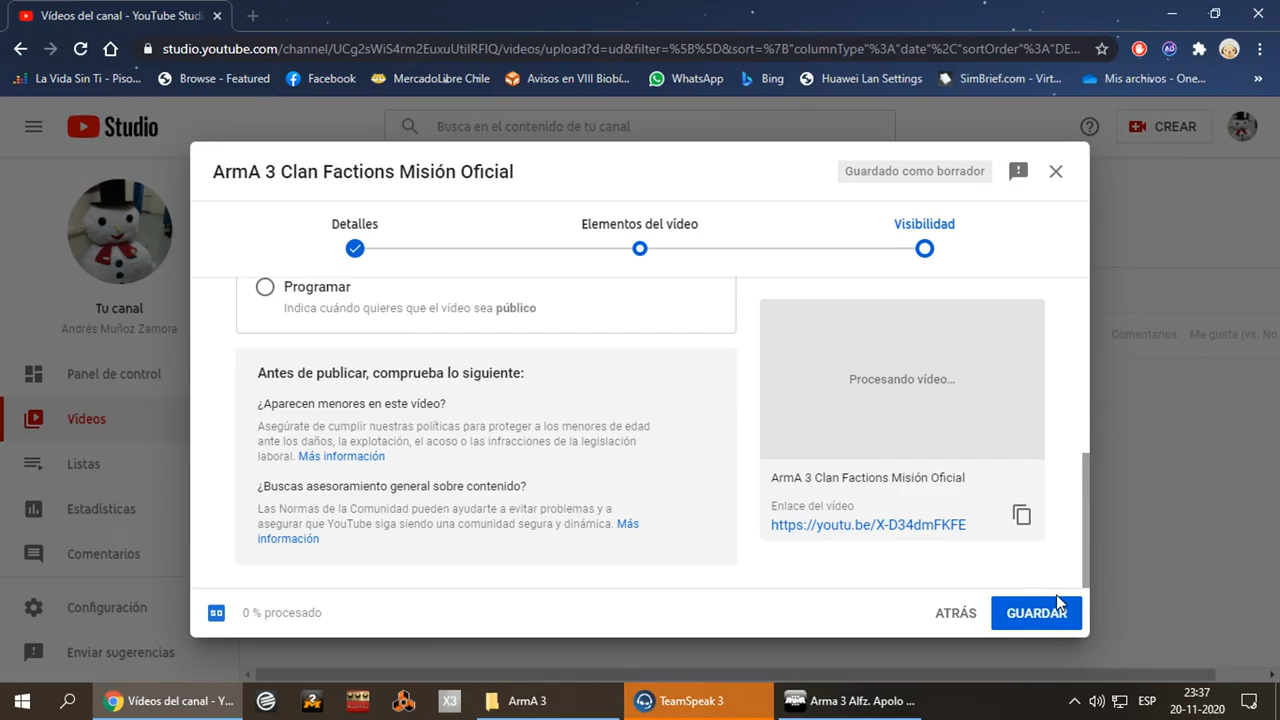 Vídeos del canal - YouTube Stud
studio.youtube.com/channel/UCg2sWiS4rm2EuxuUtiIRFIQ/videos/upload?d=ud&filter=%5B%5D&sort=%7B"columnType"%3A"date"%2C"sortOrder"%3A"DE...
La Vida Sin Ti - Piso...
Browse - Featured
Facebook
MercadoLibre Chile
Avisos en VIII Biobí...
WhatsApp
Bing
Huawei Lan Settings
SimBrief.com - Virt...
Mis archivos - One...
»
Studio
Busca en el contenido de tu canal
CREAR
ArmA 3 Clan Factions Misión Oficial
Guardado como borrador
Detalles
Elementos del vídeo
Visibilidad
Tu canal
Andrés Muñoz Zamora
Panel de control
Vídeos
Listas
Estadísticas
Comentarios
Configuración
Enviar sugerencias
Programar
Indica cuándo quieres que el vídeo sea público
Antes de publicar, comprueba lo siguiente:
¿Aparecen menores en este vídeo?
Asegúrate de cumplir nuestras políticas para proteger a los menores de edad
ante los daños, la explotación, el acoso o las infracciones de la legislación
laboral. Más información
¿Buscas asesoramiento general sobre contenido?
Las Normas de la Comunidad pueden ayudarte a evitar problemas y a
asegurar que YouTube siga siendo una comunidad segura y dinámica. Más
información
Procesando vídeo...
ArmA 3 Clan Factions Misión Oficial
Enlace del vídeo
https://youtu.be/X-D34dmFKFE
Comentarios
Me gusta (vs. No
SD
0 % procesado
ATRÁS
GUARDAR
Vídeos del canal - Y...
X3
ArmA 3
TeamSpeak 3
Arma 3 Alfz. Apolo ...
ESP
23:37
20-11-2020